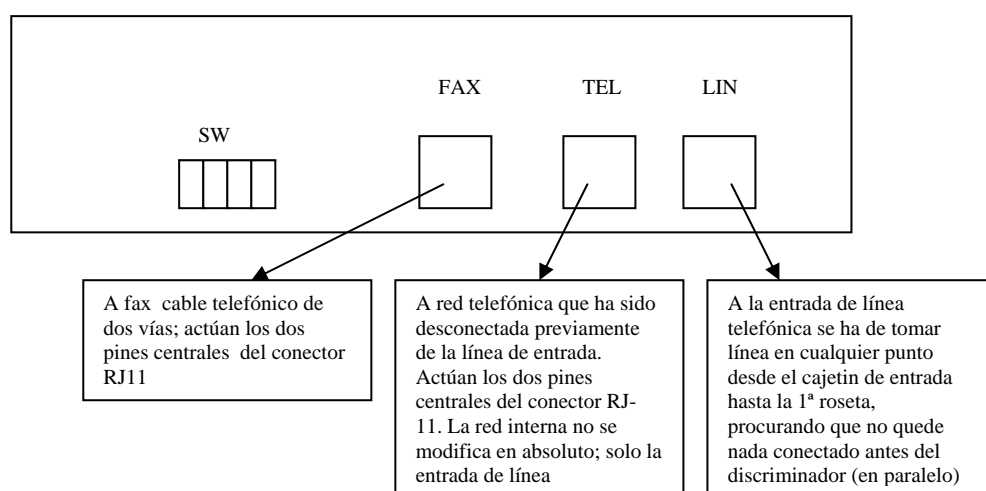 FAX TEL LIN
SW
A fax cable telefónico de
dos vías; actúan los dos
pines centrales del conector
RJ11
A red telefónica que ha sido
desconectada previamente
de la línea de entrada.
Actúan los dos pines
centrales del conector RJ-
11. La red interna no se
modifica en absoluto; solo la
entrada de línea
A la entrada de línea
telefónica se ha de tomar
línea en cualquier punto
desde el cajetin de entrada
hasta la 1ª roseta,
procurando que no quede
nada conectado antes del
discriminador (en paralelo)